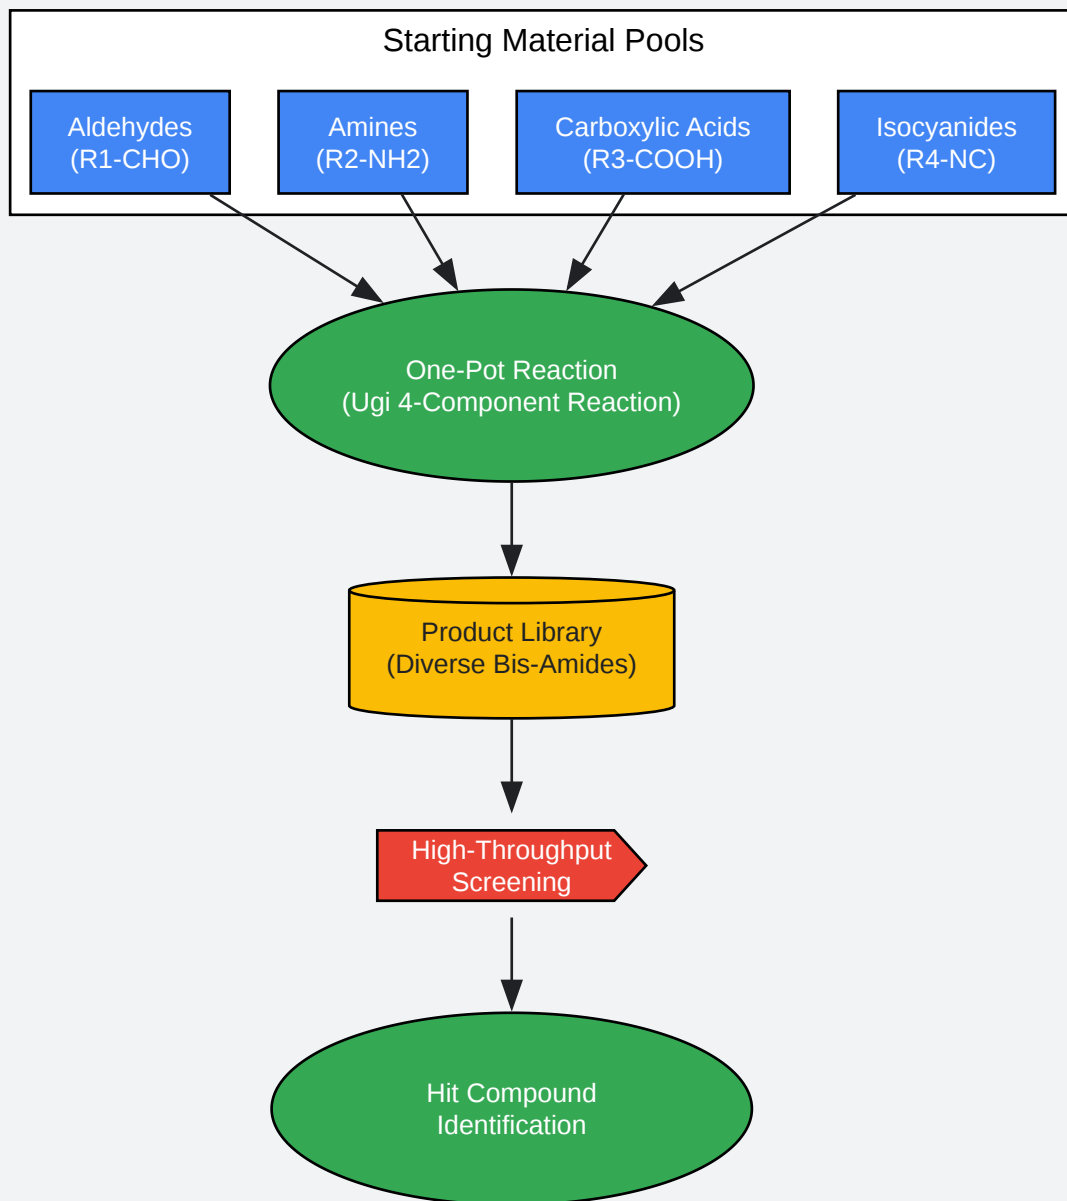 Starting Material Pools
Aldehydes
(R1-CHO)
Amines
(R2-NH2)
Carboxylic Acids
(R3-COOH)
Isocyanides
(R4-NC)
One-Pot Reaction
(Ugi 4-Component Reaction)
Product Library
(Diverse Bis-Amides)
High-Throughput
Screening
Hit Compound
Identification